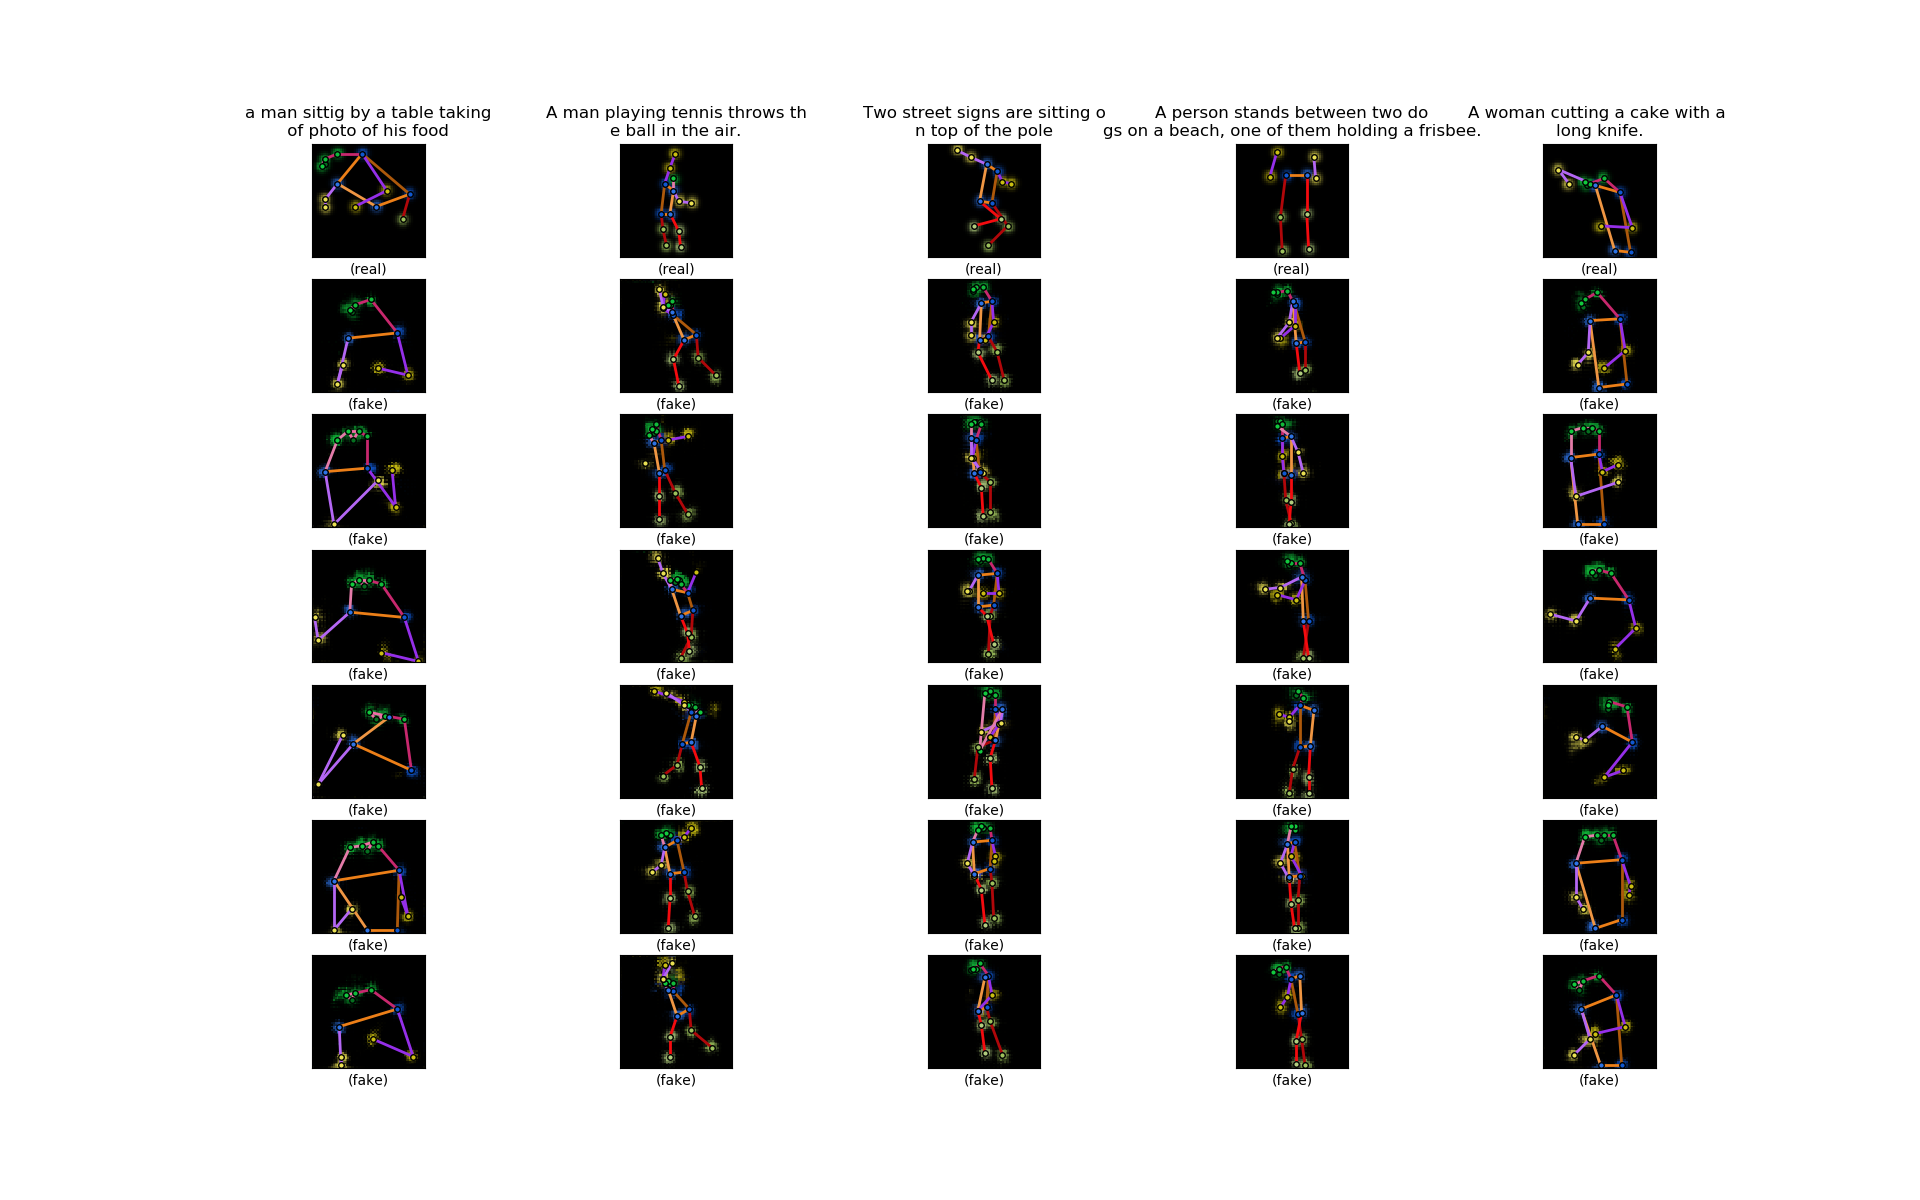 a man sittig by a table taking
of photo of his food
A man playing tennis throws th
e ball in the air.
Two street signs are sitting o
n top of the pole
A person stands between two do
gs on a beach, one of them holding a frisbee.
A woman cutting a cake with a
long knife.
(real) (real) (real) (real) (real)
(fake) (fake) (fake) (fake) (fake)
(fake) (fake) (fake) (fake) (fake)
(fake) (fake) (fake) (fake) (fake)
(fake) (fake) (fake) (fake) (fake)
(fake) (fake) (fake) (fake) (fake)
(fake) (fake) (fake) (fake) (fake)